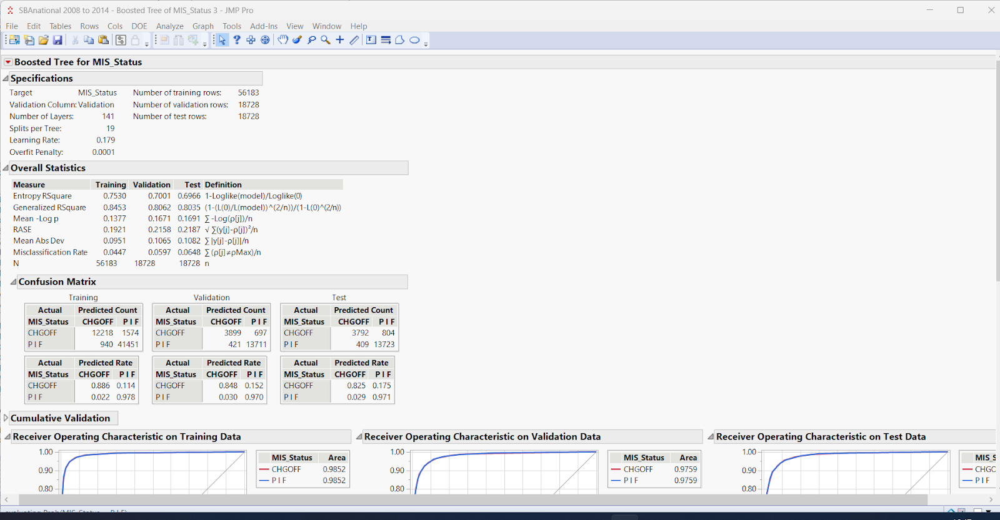 SBAnational 2008 to 2014 - Boosted Tree of MIS_Status 3 - JMP Pro
File Edit Tables Rows Cols DOE Analyze Graph Tools Add-Ins View Window Help
Boosted Tree for MIS_Status
Specifications
Target MIS_Status Number of training rows: 56183
Validation Column: Validation Number of validation rows: 18728
Number of Layers: 141 Number of test rows: 18728
Splits per Tree: 19
Learning Rate: 0.179
Overfit Penalty: 0.0001
Overall Statistics
Measure Training Validation Test Definition
Entropy RSquare 0.7530 0.7001 0.6966 1-Loglike(model)/Loglike(0)
Generalized RSquare 0.8453 0.8062 0.8035 (1-(L(0)/L(model))^(2/n))/(1-L(0)^(2/n))
Mean -Log p 0.1377 0.1671 0.1691 ∑ -Log(ρ[j])/n
RASE 0.1921 0.2158 0.2187 √ ∑(y[j]-ρ[j])²/n
Mean Abs Dev 0.0951 0.1065 0.1082 ∑ |y[j]-ρ[j]|/n
Misclassification Rate 0.0447 0.0597 0.0648 ∑ (ρ[j]≠ρMax)/n
N 56183 18728 18728 n
Confusion Matrix
Training Validation Test
Actual Predicted Count Actual Predicted Count Actual Predicted Count
MIS_Status CHGOFF P I F MIS_Status CHGOFF P I F MIS_Status CHGOFF P I F
CHGOFF 12218 1574 CHGOFF 3899 697 CHGOFF 3792 804
P I F 940 41451 P I F 421 13711 P I F 409 13723
Actual Predicted Rate Actual Predicted Rate Actual Predicted Rate
MIS_Status CHGOFF P I F MIS_Status CHGOFF P I F MIS_Status CHGOFF P I F
CHGOFF 0.886 0.114 CHGOFF 0.848 0.152 CHGOFF 0.825 0.175
P I F 0.022 0.978 P I F 0.030 0.970 P I F 0.029 0.971
Cumulative Validation
Receiver Operating Characteristic on Training Data Receiver Operating Characteristic on Validation Data Receiver Operating Characteristic on Test Data
1.00 MIS_Status Area 1.00 MIS_Status Area 1.00 MIS_S
CHGOFF 0.9852 CHGOFF 0.9759 CHGO
0.90 P I F 0.9852 0.90 P I F 0.9759 0.90 P I F
0.80 0.80 0.80